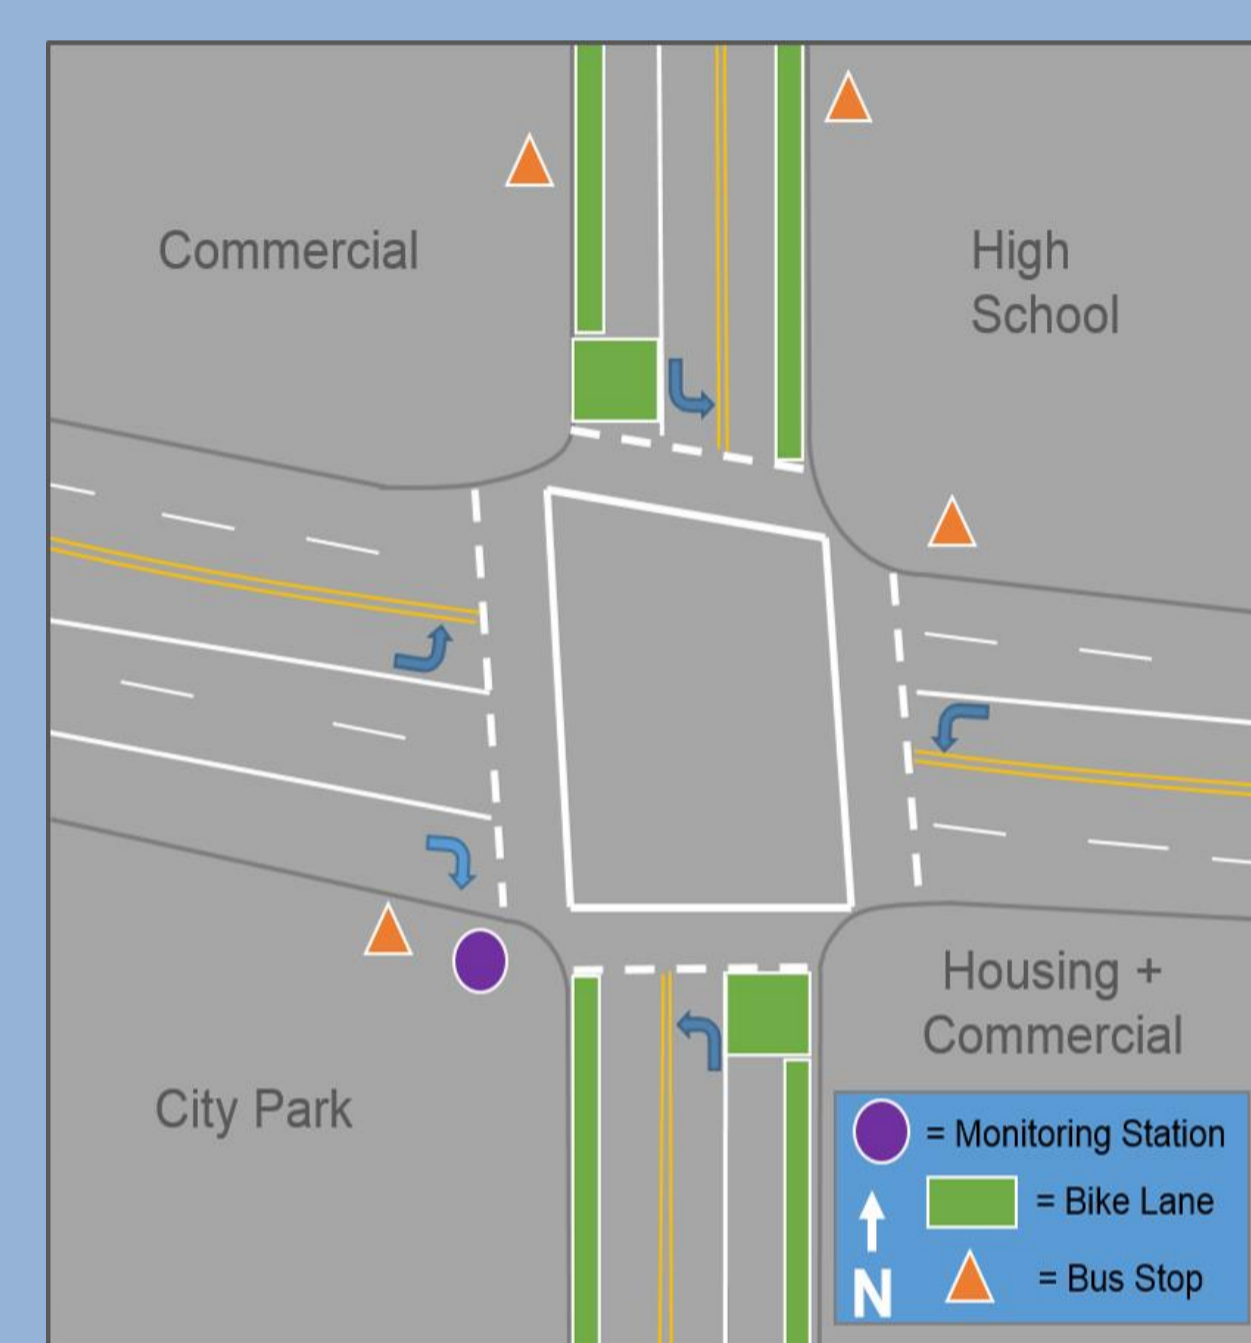 Commercial
High
School
City Park
Housing +
Commercial
= Monitoring Station
= Bike Lane
N
= Bus Stop